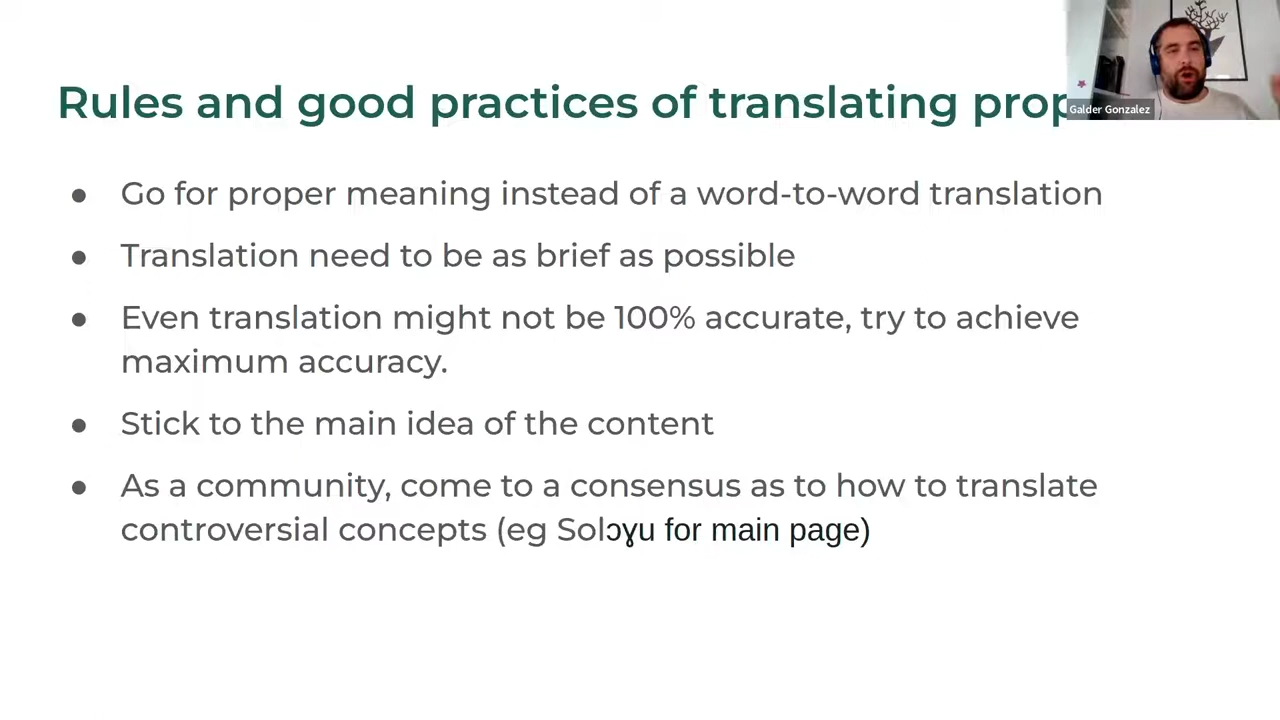 Rules and good practices of translating prop
Galder Gonzalez
● Go for proper meaning instead of a word-to-word translation
● Translation need to be as brief as possible
● Even translation might not be 100% accurate, try to achieve
maximum accuracy.
● Stick to the main idea of the content
● As a community, come to a consensus as to how to translate
controversial concepts (eg Solɔɣu for main page)